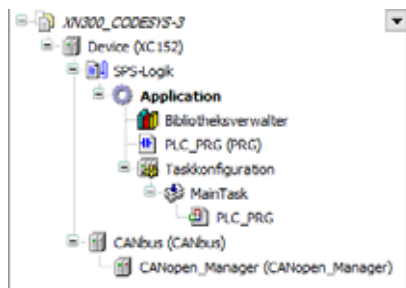 XN300_CODESYS-3
Device (XC152)
SPS-Logik
Application
Bibliotheksverwalter
PLC_PRG (PRG)
Taskkonfiguration
MainTask
PLC_PRG
CANbus (CANbus)
CANopen_Manager (CANopen_Manager)